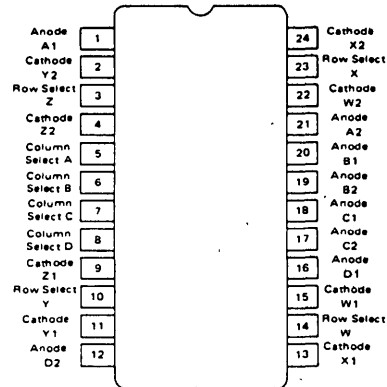 Anode
A1
1
Cathode
Y2
2
Row Select
Z
3
Cathode
Z2
4
Column
Select A
5
Column
Select B
6
Column
Select C
7
Column
Select D
8
Cathode
Z1
9
Row Select
Y
10
Cathode
Y1
11
Anode
D2
12
24
Cathode
X2
23
Row Select
X
22
Cathode
W2
21
Anode
A2
20
Anode
B1
19
Anode
B2
18
Anode
C1
17
Anode
C2
16
Anode
D1
15
Cathode
W1
14
Row Select
W
13
Cathode
X1